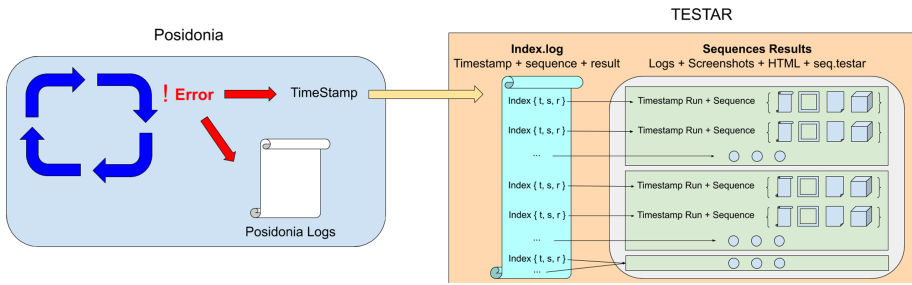 Posidonia
! Error
TimeStamp
Posidonia Logs
TESTAR
Index.log
Timestamp + sequence + result
Sequences Results
Logs + Screenshots + HTML + seq.testar
Index { t, s, r }
Timestamp Run + Sequence
Index { t, s, r }
Timestamp Run + Sequence
...
Index { t, s, r }
Timestamp Run + Sequence
Index { t, s, r }
Timestamp Run + Sequence
...
Index { t, s, r }
...